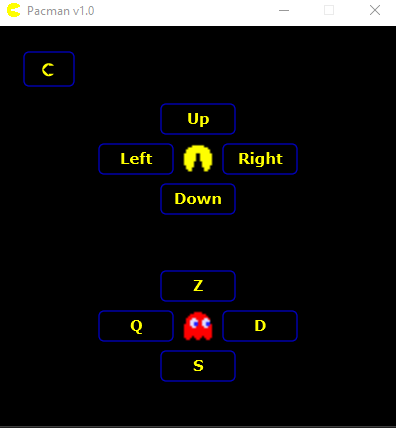 Pacman v1.0
C
Up
Left Right
Down
Z
Q D
S